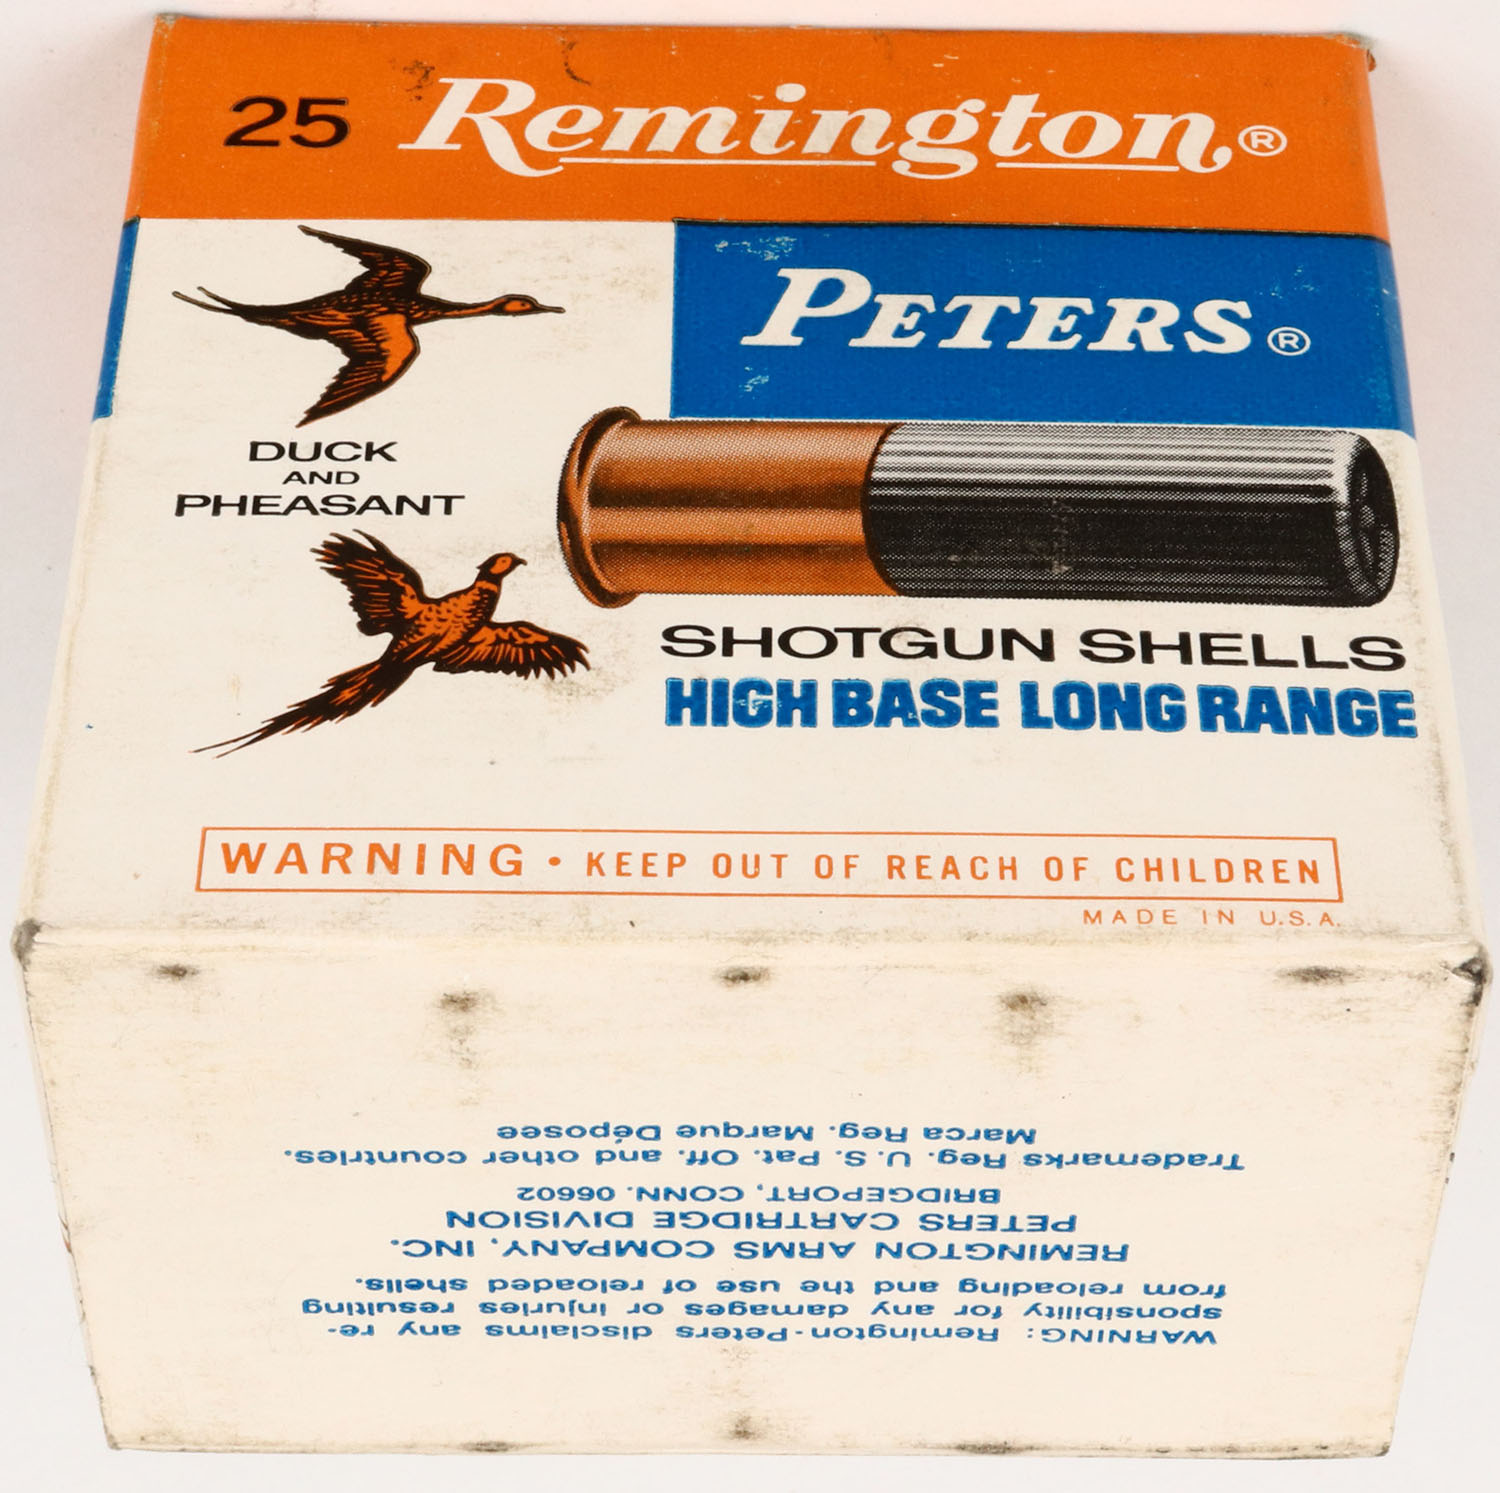 25 Remington®
PETERS®
DUCK
AND
PHEASANT
SHOTGUN SHELLS
HIGH BASE LONG RANGE
WARNING • KEEP OUT OF REACH OF CHILDREN
MADE IN U.S.A.
WARNING: Remington-Peters disclaims any re-
sponsibility for any damages or injuries resulting
from reloading and the use of reloaded shells.
REMINGTON ARMS COMPANY, INC.
PETERS CARTRIDGE DIVISION
BRIDGEPORT, CONN. 06602
Trademarks Reg. U.S. Pat. Off. and other countries.
Marca Reg. Marque Déposee